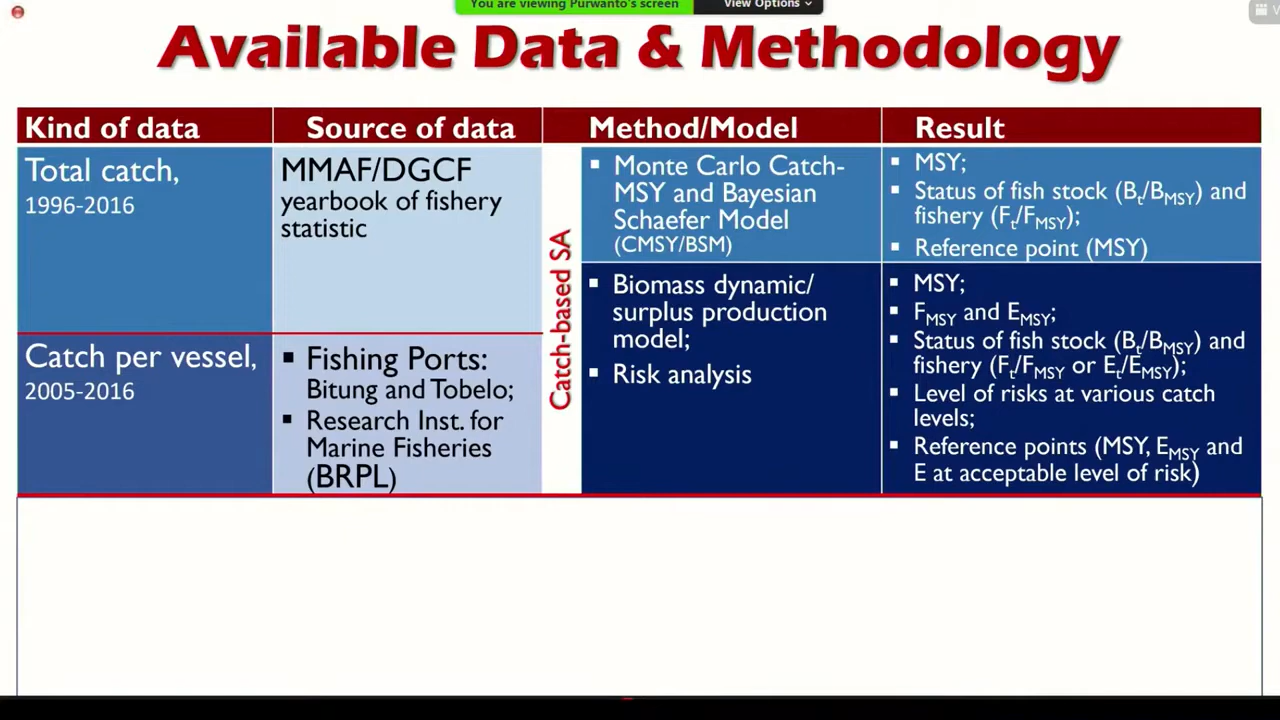 You are viewing Purwanto's screen
View Options
Available Data & Methodology
Kind of data
Source of data
Method/Model
Result
Total catch,
1996-2016
MMAF/DGCF
yearbook of fishery
statistic
Catch-based SA
▪ Monte Carlo Catch-
MSY and Bayesian
Schaefer Model
(CMSY/BSM)
▪ MSY;
▪ Status of fish stock (Bt/BMSY) and
fishery (Ft/FMSY);
▪ Reference point (MSY)
▪ Biomass dynamic/
surplus production
model;
▪ Risk analysis
▪ MSY;
▪ FMSY and EMSY;
▪ Status of fish stock (Bt/BMSY) and
fishery (Ft/FMSY or Et/EMSY);
▪ Level of risks at various catch
levels;
▪ Reference points (MSY, EMSY and
E at acceptable level of risk)
Catch per vessel,
2005-2016
▪ Fishing Ports:
Bitung and Tobelo;
▪ Research Inst. for
Marine Fisheries
(BRPL)